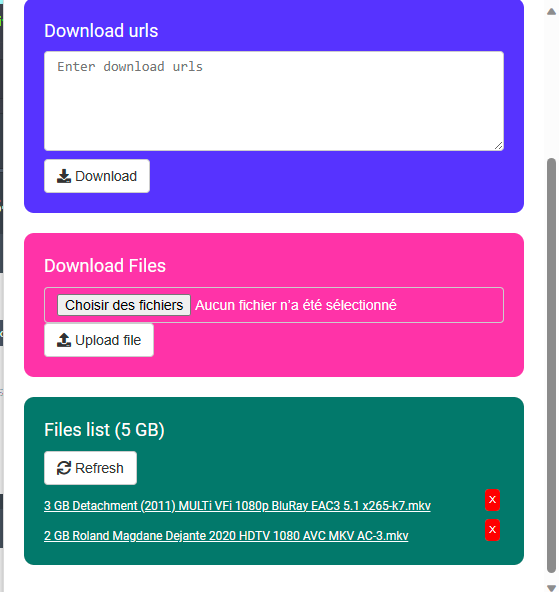 Download urls
Enter download urls
Download
Download Files
Choisir des fichiers Aucun fichier n'a été sélectionné
Upload file
Files list (5 GB)
Refresh
3 GB Detachment (2011) MULTi VFi 1080p BluRay EAC3 5.1 x265-k7.mkv x
2 GB Roland Magdane Dejante 2020 HDTV 1080 AVC MKV AC-3.mkv x